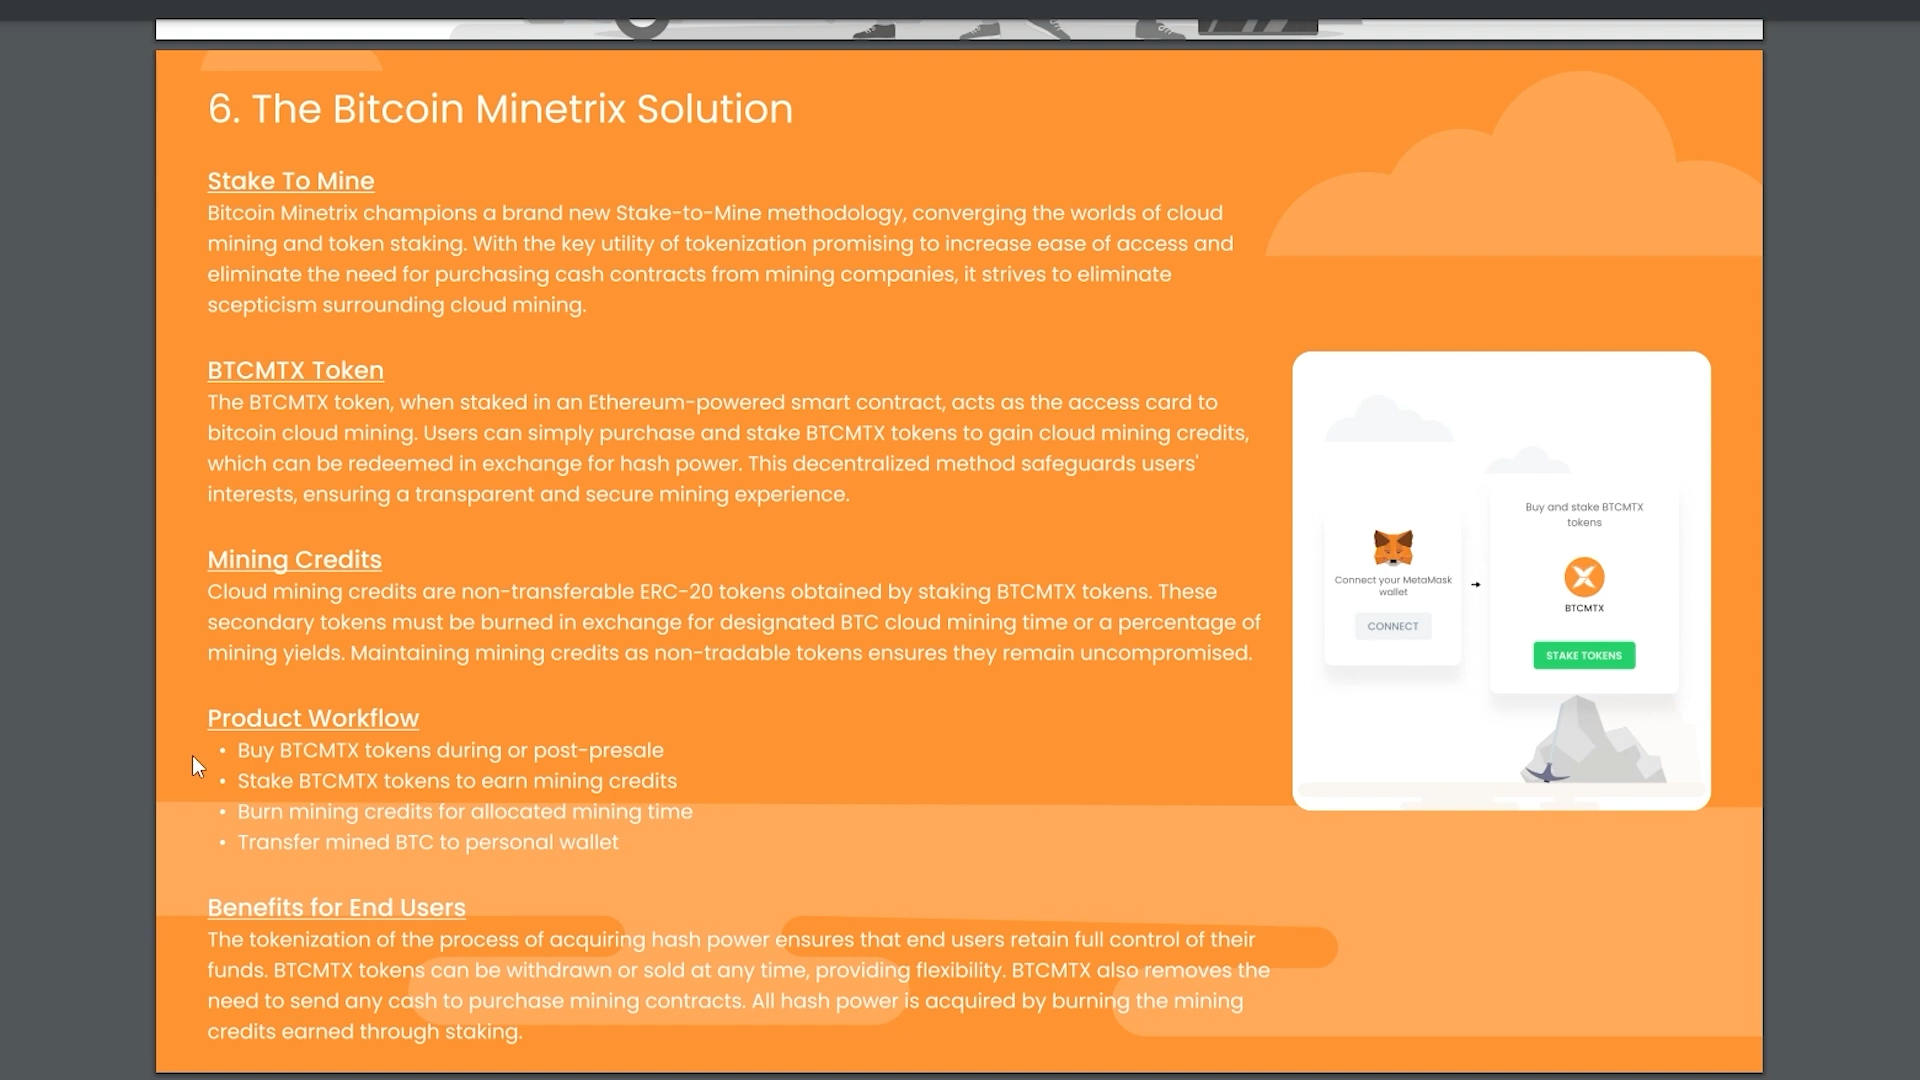 6. The Bitcoin Minetrix Solution
Stake To Mine
Bitcoin Minetrix champions a brand new Stake-to-Mine methodology, converging the worlds of cloud
mining and token staking. With the key utility of tokenization promising to increase ease of access and
eliminate the need for purchasing cash contracts from mining companies, it strives to eliminate
scepticism surrounding cloud mining.
BTCMTX Token
The BTCMTX token, when staked in an Ethereum-powered smart contract, acts as the access card to
bitcoin cloud mining. Users can simply purchase and stake BTCMTX tokens to gain cloud mining credits,
which can be redeemed in exchange for hash power. This decentralized method safeguards users'
interests, ensuring a transparent and secure mining experience.
Mining Credits
Cloud mining credits are non-transferable ERC-20 tokens obtained by staking BTCMTX tokens. These
secondary tokens must be burned in exchange for designated BTC cloud mining time or a percentage of
mining yields. Maintaining mining credits as non-tradable tokens ensures they remain uncompromised.
Product Workflow
• Buy BTCMTX tokens during or post-presale
• Stake BTCMTX tokens to earn mining credits
• Burn mining credits for allocated mining time
• Transfer mined BTC to personal wallet
Benefits for End Users
The tokenization of the process of acquiring hash power ensures that end users retain full control of their
funds. BTCMTX tokens can be withdrawn or sold at any time, providing flexibility. BTCMTX also removes the
need to send any cash to purchase mining contracts. All hash power is acquired by burning the mining
credits earned through staking.
Connect your MetaMask
wallet
CONNECT
Buy and stake BTCMTX
tokens
BTCMTX
STAKE TOKENS